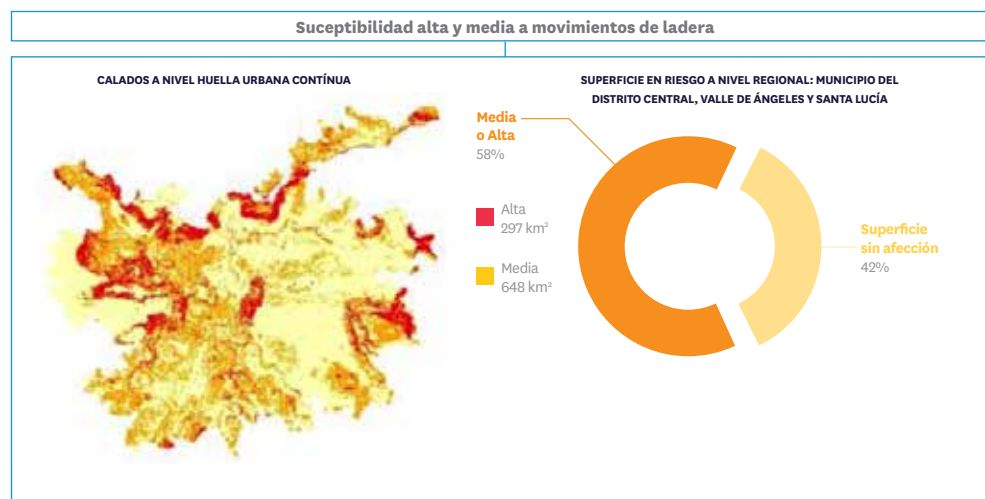 Suceptibilidad alta y media a movimientos de ladera
CALADOS A NIVEL HUELLA URBANA CONTÍNUA
SUPERFICIE EN RIESGO A NIVEL REGIONAL: MUNICIPIO DEL
DISTRITO CENTRAL, VALLE DE ÁNGELES Y SANTA LUCÍA
Media
o Alta
58%
Alta
297 km²
Media
648 km²
Superficie
sin afección
42%